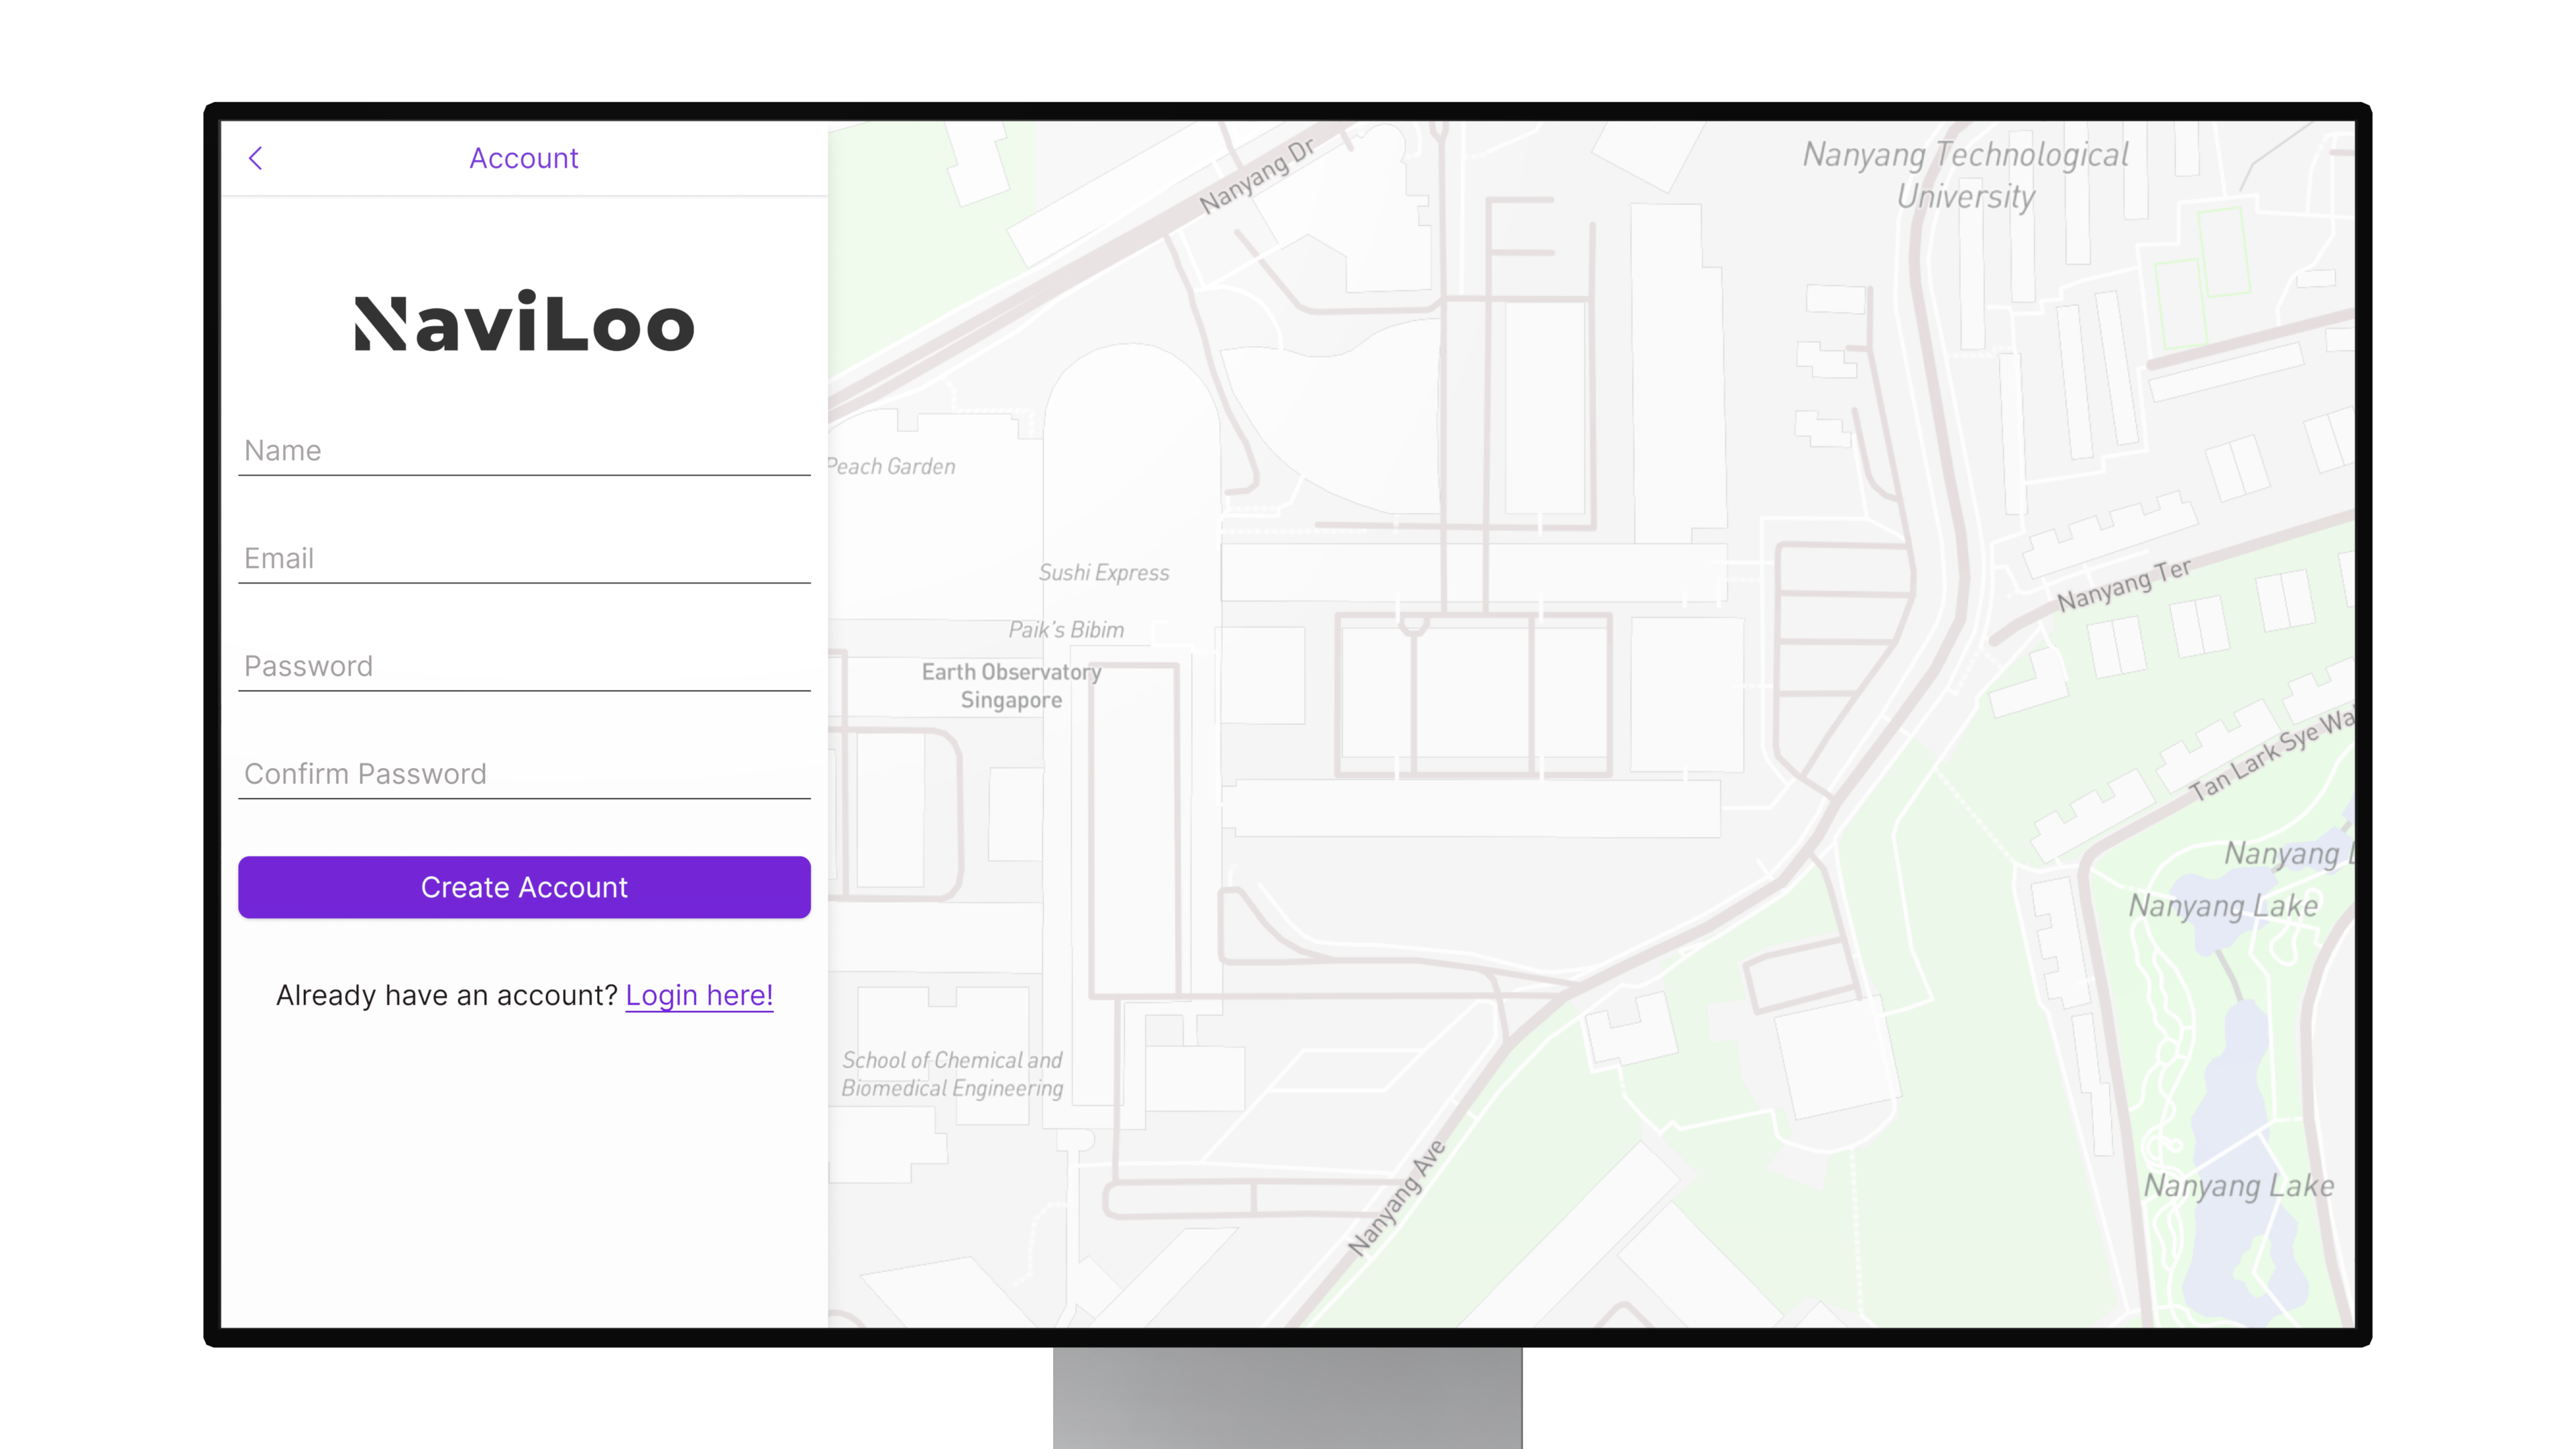 Account
NaviLoo
Name
Email
Password
Confirm Password
Create Account
Already have an account? Login here!
Nanyang Dr
Nanyang Technological
University
Peach Garden
Sushi Express
Paik's Bibim
Earth Observatory
Singapore
Nanyang Ter
Tan Lark Sye Wa
Nanyang L
Nanyang Lake
School of Chemical and
Biomedical Engineering
Nanyang Ave
Nanyang Lake